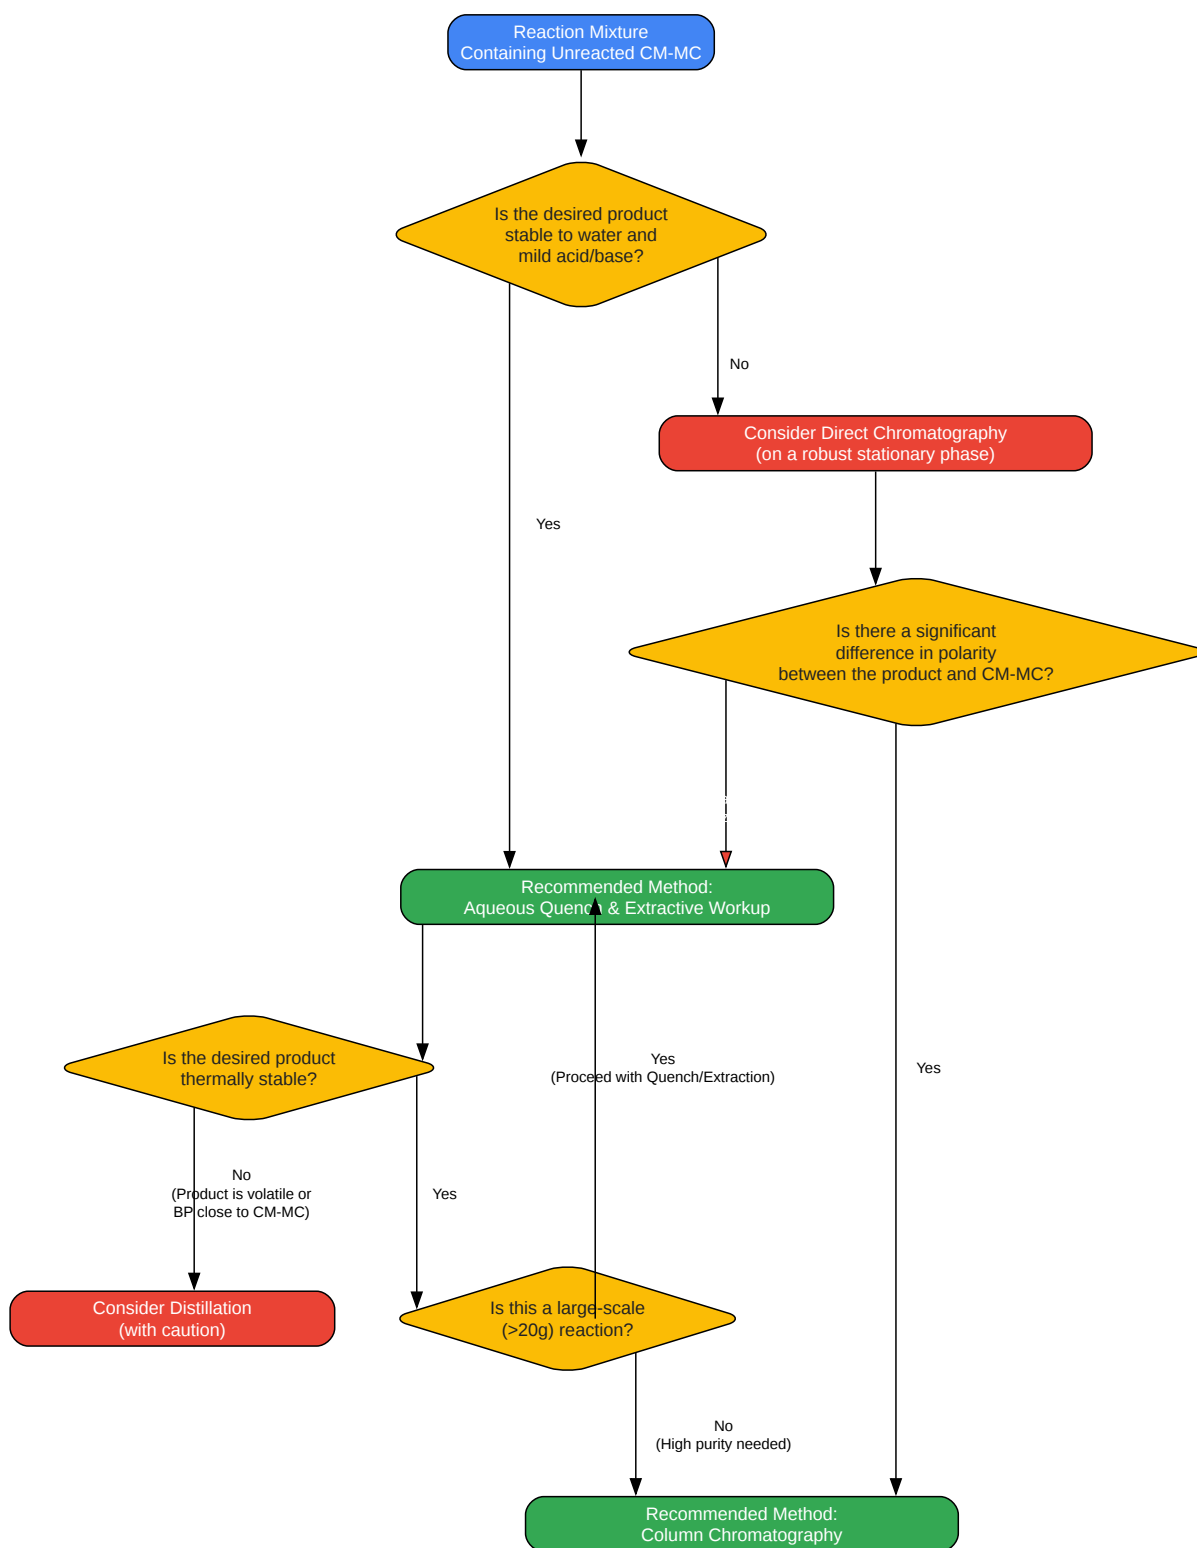 Reaction Mixture
Containing Unreacted CM-MC
Is the desired product
stable to water and
mild acid/base?
No
Consider Direct Chromatography
(on a robust stationary phase)
Yes
Is there a significant
difference in polarity
between the product and CM-MC?
Recommended Method:
Aqueous Quench & Extractive Workup
Is the desired product
thermally stable?
Yes
(Proceed with Quench/Extraction)
Yes
No
(Product is volatile or
BP close to CM-MC)
Yes
Consider Distillation
(with caution)
Is this a large-scale
(>20g) reaction?
No
(High purity needed)
Recommended Method:
Column Chromatography